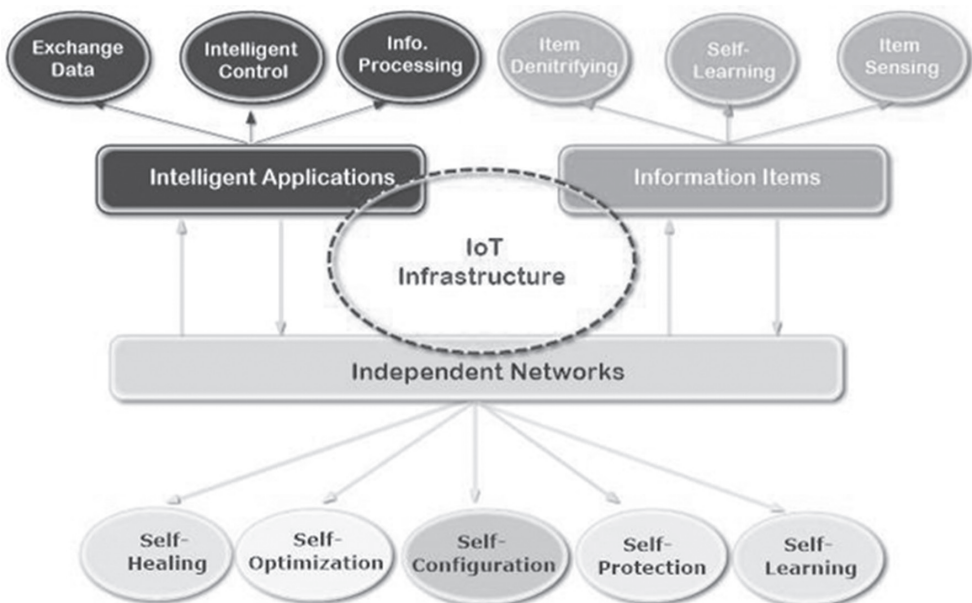 Exchange
Data
Intelligent
Control
Info.
Processing
Item
Denitrifying
Self-
Learning
Item
Sensing
Intelligent Applications
Information Items
IoT
Infrastructure
Independent Networks
Self-
Healing
Self-
Optimization
Self-
Configuration
Self-
Protection
Self-
Learning